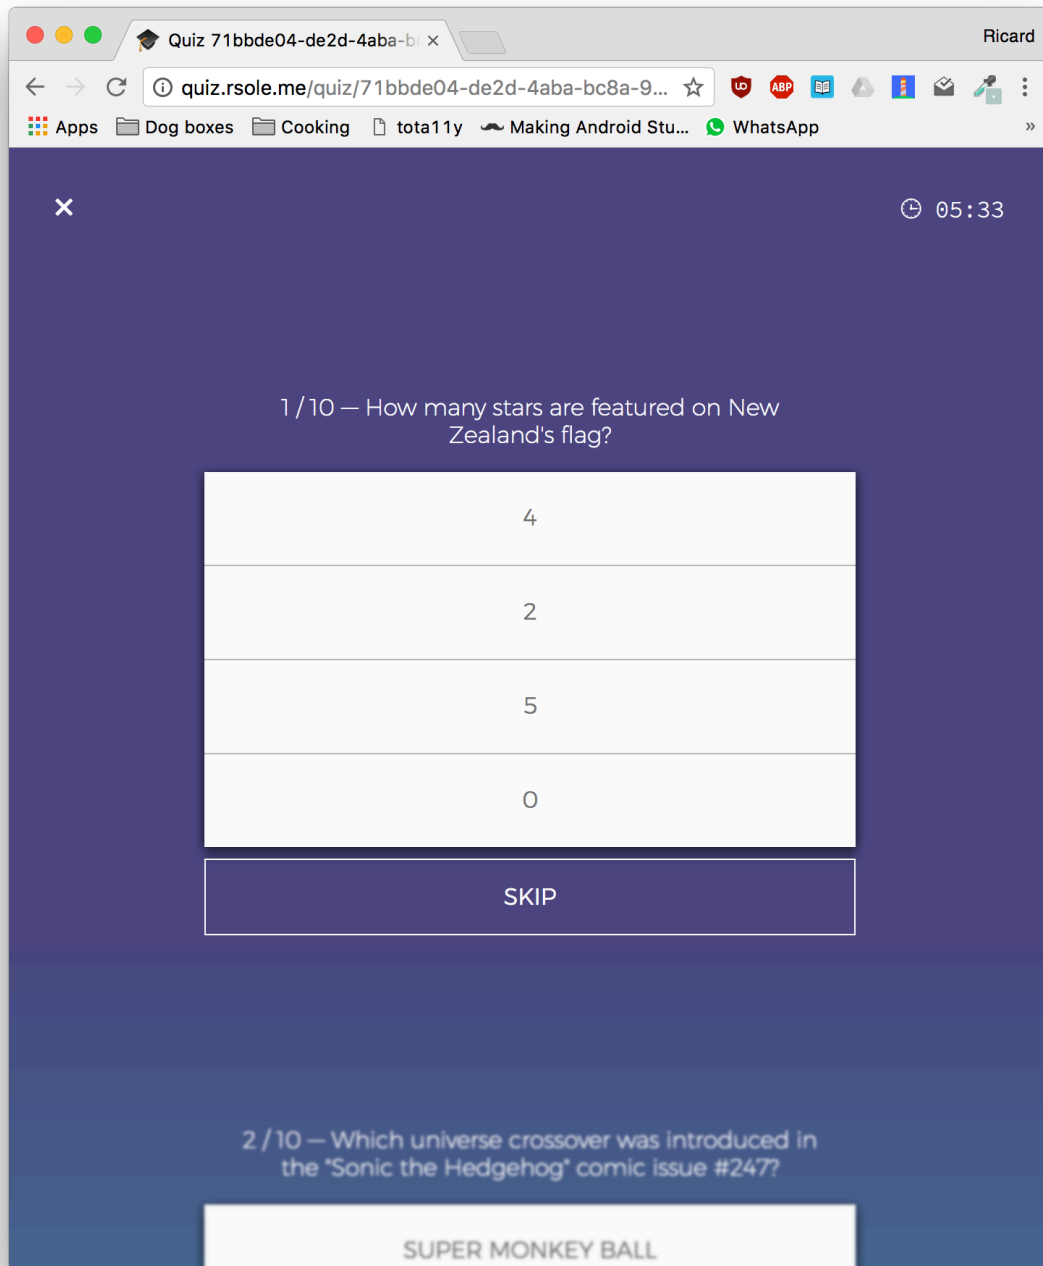 Quiz 71bbde04-de2d-4aba-b
Ricard
quiz.rsole.me/quiz/71bbde04-de2d-4aba-bc8a-9...
ABP
Apps
Dog boxes
Cooking
tota11y
Making Android Stu...
WhatsApp
»
05:33
1 / 10 — How many stars are featured on New
Zealand's flag?
4
2
5
0
SKIP
2 / 10 — Which universe crossover was introduced in
the "Sonic the Hedgehog" comic issue #247?
SUPER MONKEY BALL